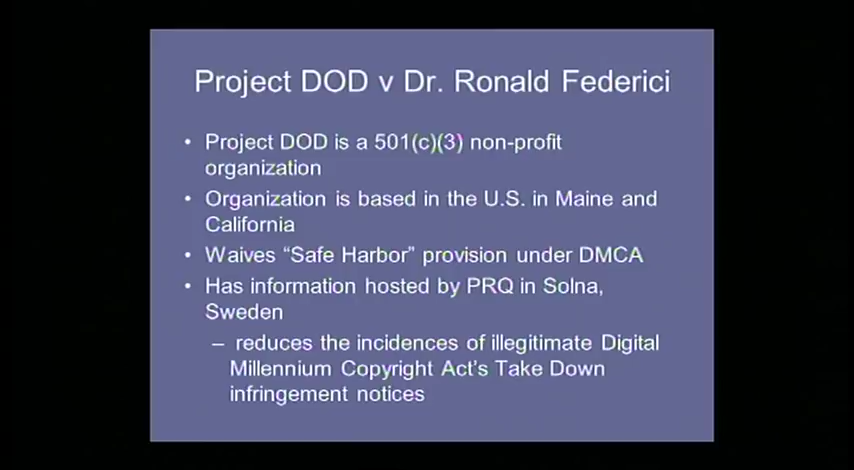 Project DOD v Dr. Ronald Federici
• Project DOD is a 501(c)(3) non-profit
organization
• Organization is based in the U.S. in Maine and
California
• Waives “Safe Harbor” provision under DMCA
• Has information hosted by PRQ in Solna,
Sweden
– reduces the incidences of illegitimate Digital
Millennium Copyright Act's Take Down
infringement notices